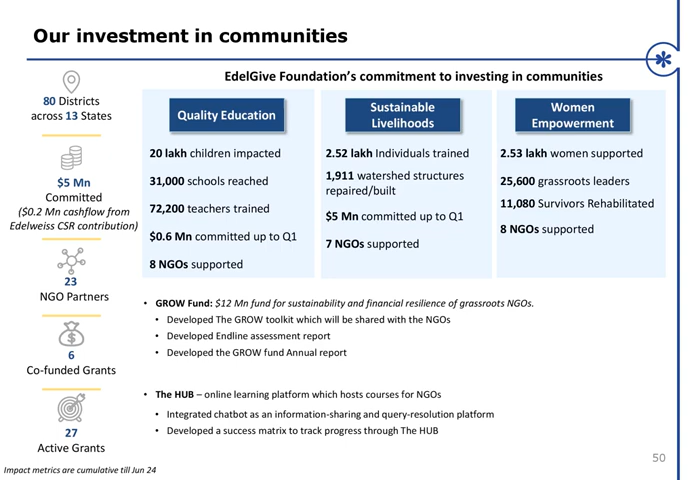 Our investment in communities
80 Districts
across 13 States
$5 Mn
Committed
($0.2 Mn cashflow from
Edelweiss CSR contribution)
23
NGO Partners
6
Co-funded Grants
27
Active Grants
EdelGive Foundation's commitment to investing in communities
Quality Education
20 lakh children impacted
31,000 schools reached
72,200 teachers trained
$0.6 Mn committed up to Q1
8 NGOs supported
Sustainable
Livelihoods
2.52 lakh Individuals trained
1,911 watershed structures
repaired/built
$5 Mn committed up to Q1
7 NGOs supported
Women
Empowerment
2.53 lakh women supported
25,600 grassroots leaders
11,080 Survivors Rehabilitated
8 NGOs supported
• GROW Fund: $12 Mn fund for sustainability and financial resilience of grassroots NGOs.
• Developed The GROW toolkit which will be shared with the NGOs
• Developed Endline assessment report
• Developed the GROW fund Annual report
• The HUB – online learning platform which hosts courses for NGOs
• Integrated chatbot as an information-sharing and query-resolution platform
• Developed a success matrix to track progress through The HUB
50
Impact metrics are cumulative till Jun 24